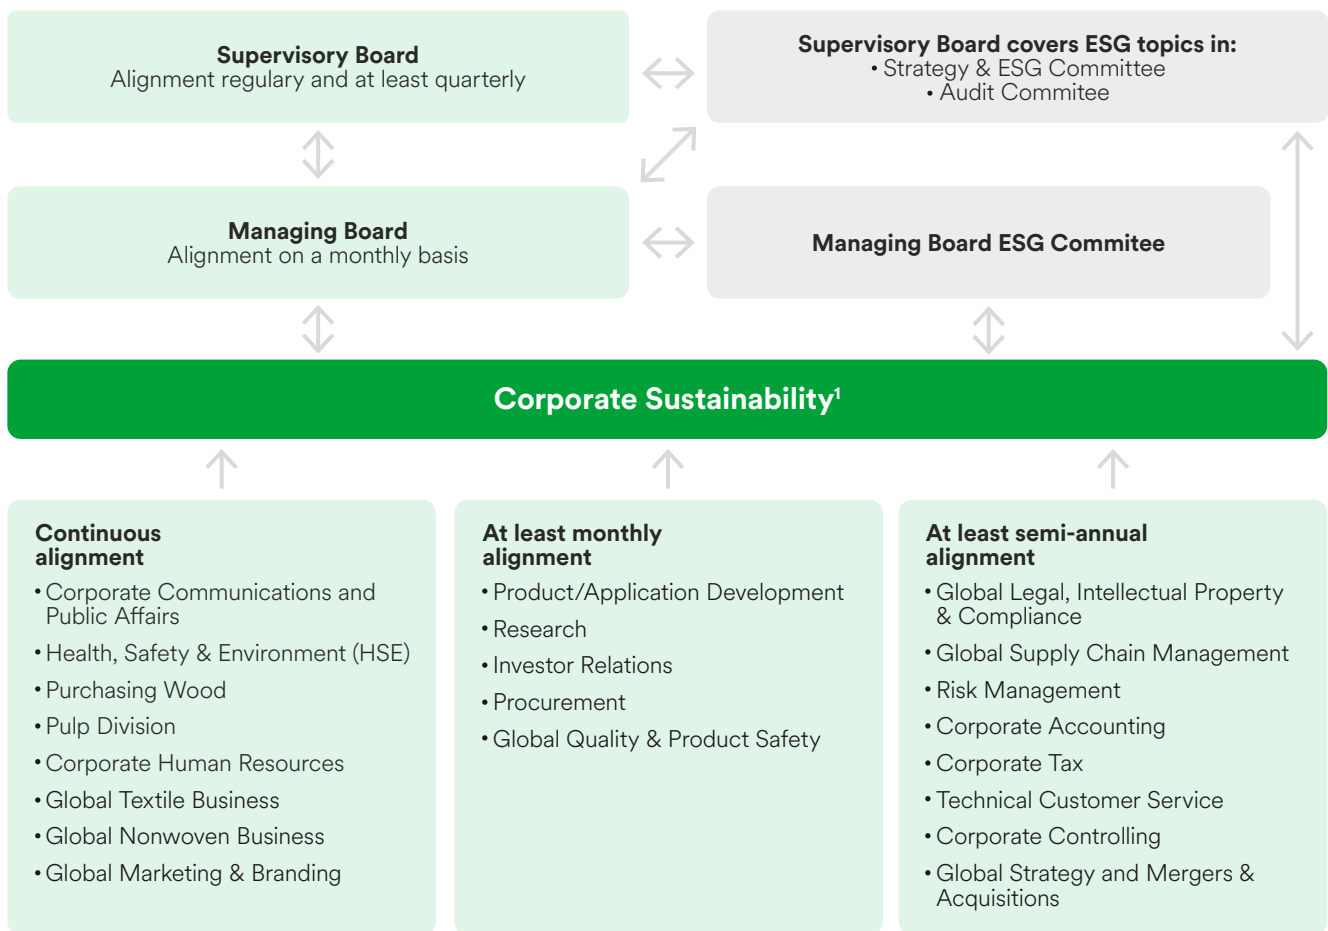 Supervisory Board
Alignment regulary and at least quarterly
Supervisory Board covers ESG topics in:
• Strategy & ESG Committee
• Audit Commitee
Managing Board
Alignment on a monthly basis
Managing Board ESG Commitee
Corporate Sustainability¹
Continuous
alignment
• Corporate Communications and
Public Affairs
• Health, Safety & Environment (HSE)
• Purchasing Wood
• Pulp Division
• Corporate Human Resources
• Global Textile Business
• Global Nonwoven Business
• Global Marketing & Branding
At least monthly
alignment
• Product/Application Development
• Research
• Investor Relations
• Procurement
• Global Quality & Product Safety
At least semi-annual
alignment
• Global Legal, Intellectual Property
& Compliance
• Global Supply Chain Management
• Risk Management
• Corporate Accounting
• Corporate Tax
• Technical Customer Service
• Corporate Controlling
• Global Strategy and Mergers &
Acquisitions